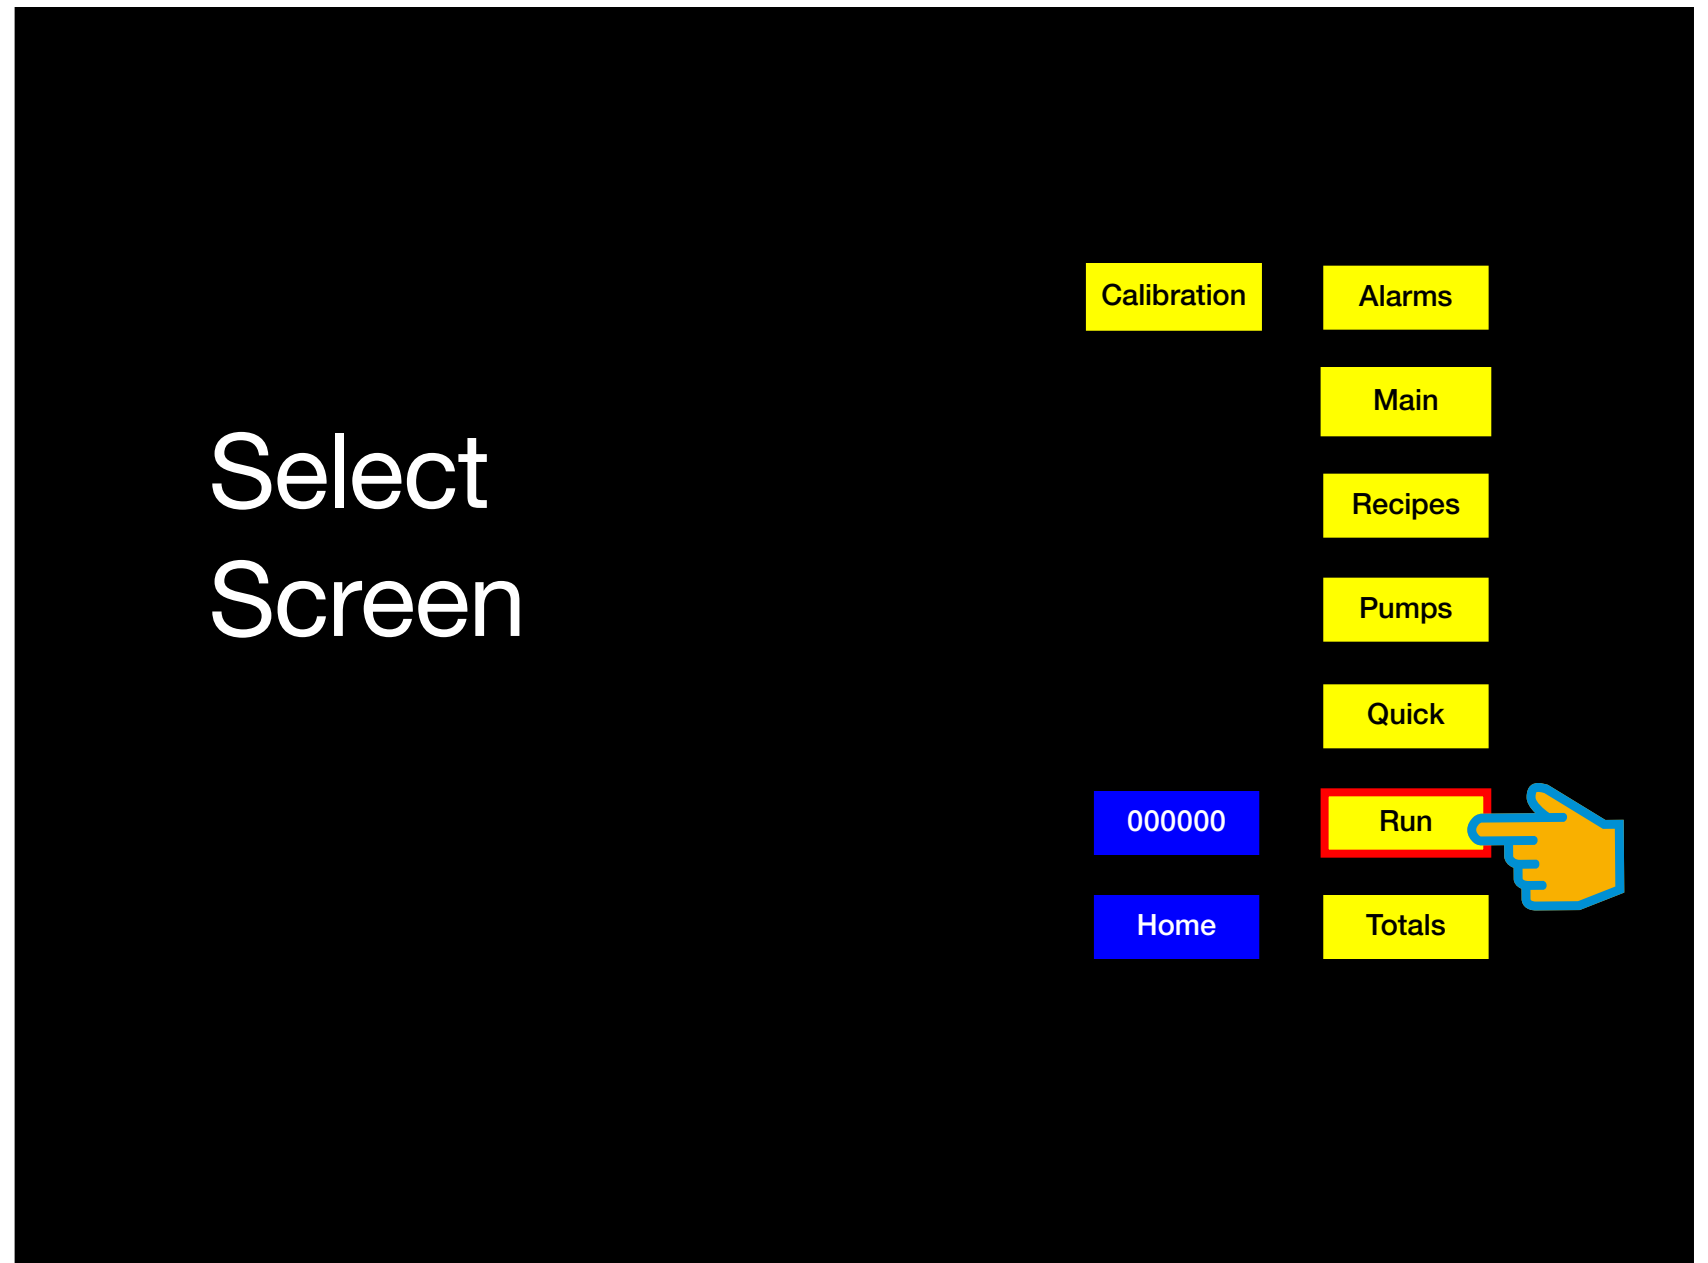 Select
Screen
Calibration
Alarms
Main
Recipes
Pumps
Quick
000000
Run
Home
Totals